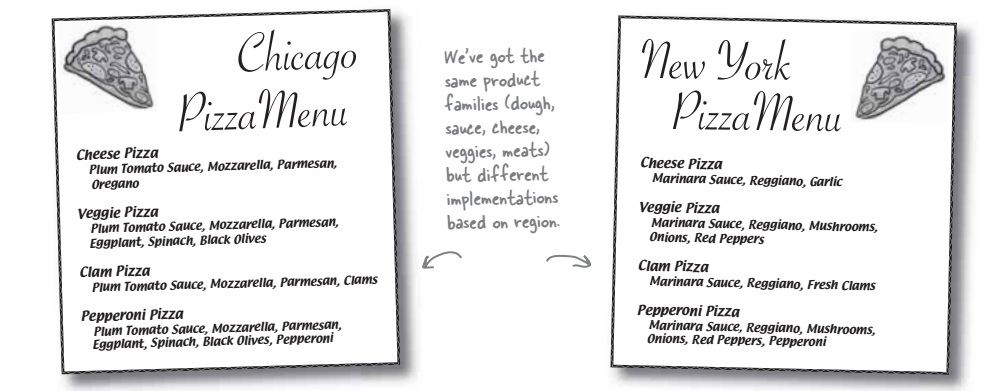 Chicago
PizzaMenu
Cheese Pizza
Plum Tomato Sauce, Mozzarella, Parmesan,
Oregano
Veggie Pizza
Plum Tomato Sauce, Mozzarella, Parmesan,
Eggplant, Spinach, Black Olives
Clam Pizza
Plum Tomato Sauce, Mozzarella, Parmesan, Clams
Pepperoni Pizza
Plum Tomato Sauce, Mozzarella, Parmesan,
Eggplant, Spinach, Black Olives, Pepperoni
We've got the
same product
families (dough,
sauce, cheese,
veggies, meats)
but different
implementations
based on region.
New York
PizzaMenu
Cheese Pizza
Marinara Sauce, Reggiano, Garlic
Veggie Pizza
Marinara Sauce, Reggiano, Mushrooms,
Onions, Red Peppers
Clam Pizza
Marinara Sauce, Reggiano, Fresh Clams
Pepperoni Pizza
Marinara Sauce, Reggiano, Mushrooms,
Onions, Red Peppers, Pepperoni